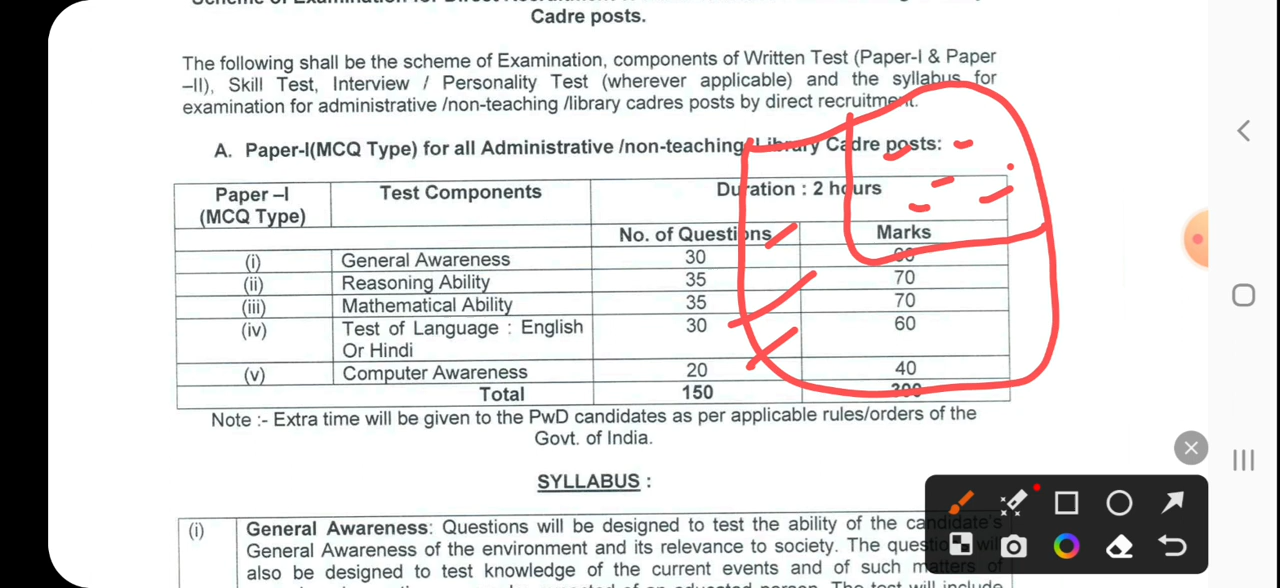 Cadre posts.
The following shall be the scheme of Examination, components of Written Test (Paper-I & Paper
–II), Skill Test, Interview / Personality Test (wherever applicable) and the syllabus for
examination for administrative /non-teaching /library cadres posts by direct recruitment.
A. Paper-I(MCQ Type) for all Administrative /non-teaching/Library Cadre posts:
Paper –I
(MCQ Type)
Test Components
Duration : 2 hours
No. of Questions
Marks
(i) General Awareness 30
(ii) Reasoning Ability 35 70
(iii) Mathematical Ability 35 70
(iv) Test of Language : English 30 60
Or Hindi
(v) Computer Awareness 20 40
Total 150 300
Note :- Extra time will be given to the PwD candidates as per applicable rules/orders of the
Govt. of India.
SYLLABUS :
(i) General Awareness: Questions will be designed to test the ability of the candidate's
General Awareness of the environment and its relevance to society. The questions will
also be designed to test knowledge of the current events and of such matters of